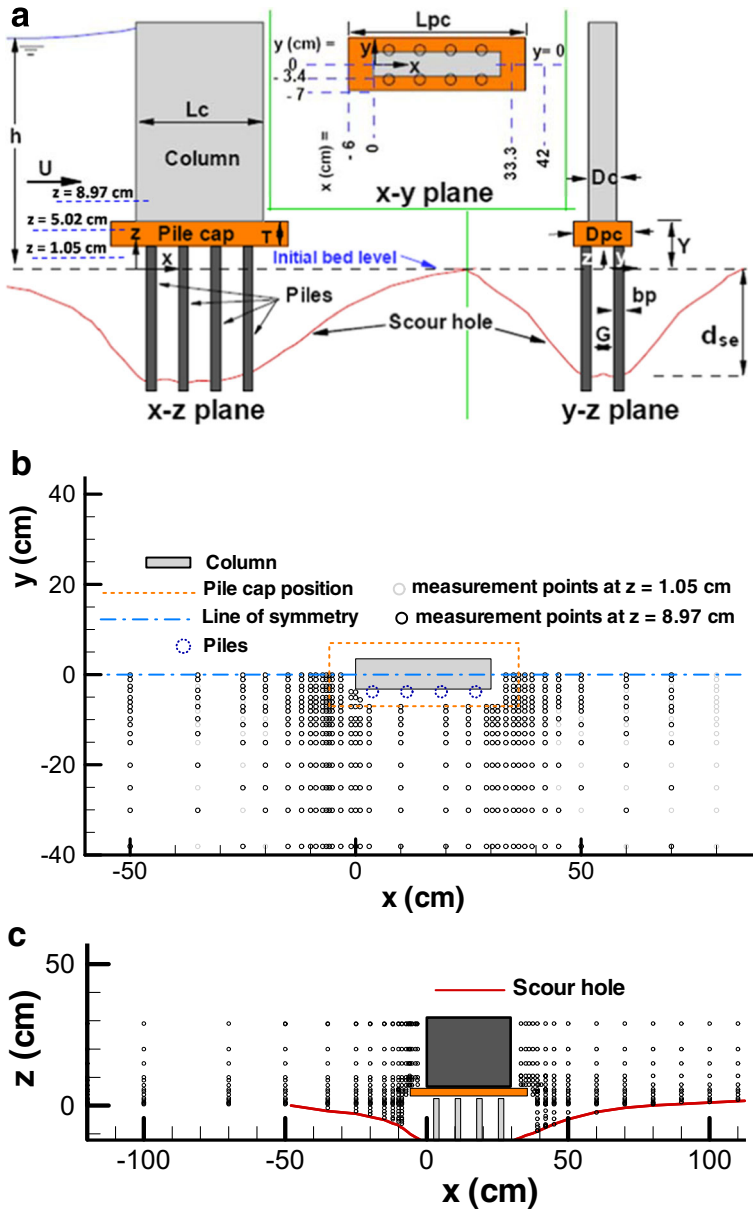 a
Lpc
y (cm) =
0
- 3.4
- 7
y
x
y= 0
x (cm) =
- 6
0
33.3
42
x-y plane
h
Lc
Column
U
z = 8.97 cm
z = 5.02 cm
z = 1.05 cm
Pile cap
T
z
x
Initial bed level
Piles
Scour hole
x-z plane
Dc
Dpc
Y
z
y
bp
G
dse
y-z plane
b
y (cm)
40
20
0
-20
-40
Column
Pile cap position
measurement points at z = 1.05 cm
Line of symmetry
measurement points at z = 8.97 cm
Piles
-50
0
50
x (cm)
c
z (cm)
50
0
Scour hole
-100
-50
0
50
100
x (cm)